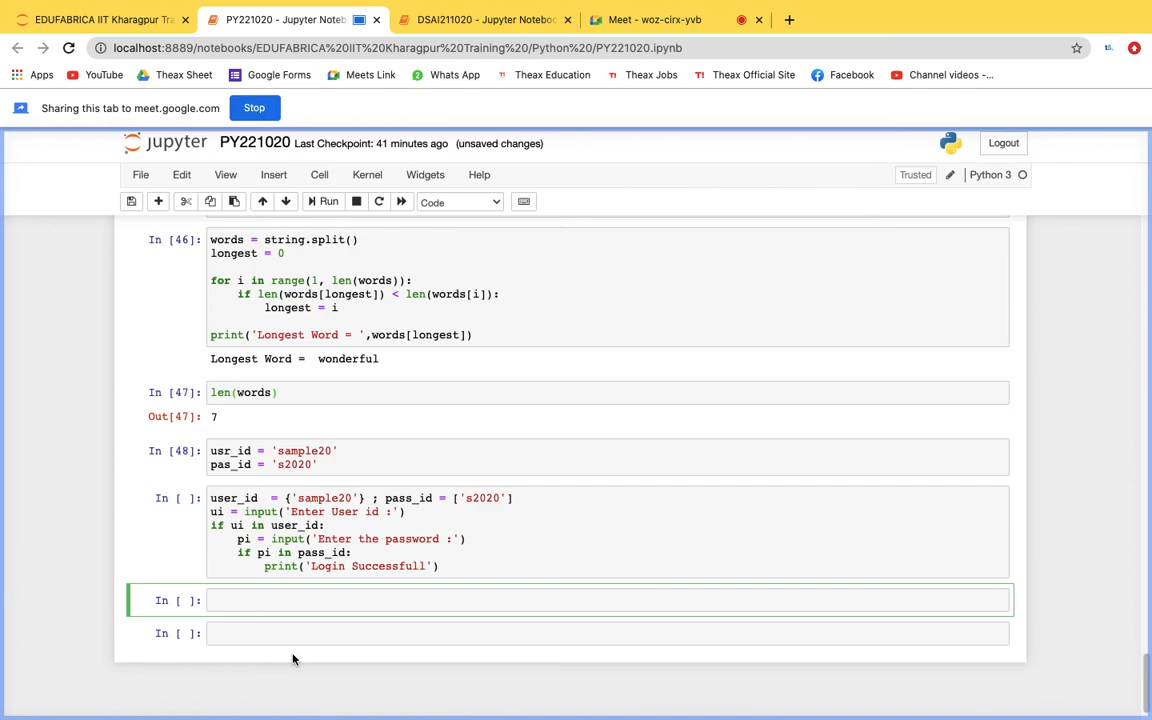 EDUFABRICA IIT Kharagpur Tra
PY221020 - Jupyter Noteb
DSAI211020 - Jupyter Noteboo
Meet - woz-cirx-yvb
localhost:8889/notebooks/EDUFABRICA%20IIT%20Kharagpur%20Training%20/Python%20/PY221020.ipynb
Apps YouTube Theax Sheet Google Forms Meets Link Whats App Theax Education Theax Jobs Theax Official Site Facebook Channel videos -...
Sharing this tab to meet.google.com Stop
jupyter PY221020 Last Checkpoint: 41 minutes ago (unsaved changes) Logout
File Edit View Insert Cell Kernel Widgets Help Trusted Python 3
Run Code
In [46]: words = string.split()
longest = 0
for i in range(1, len(words)):
if len(words[longest]) < len(words[i]):
longest = i
print('Longest Word = ',words[longest])
Longest Word =  wonderful
In [47]: len(words)
Out[47]: 7
In [48]: usr_id = 'sample20'
pas_id = 's2020'
In [ ]: user_id  = {'sample20'} ; pass_id = ['s2020']
ui = input('Enter User id :')
if ui in user_id:
pi = input('Enter the password :')
if pi in pass_id:
print('Login Successfull')
In [ ]:
In [ ]: